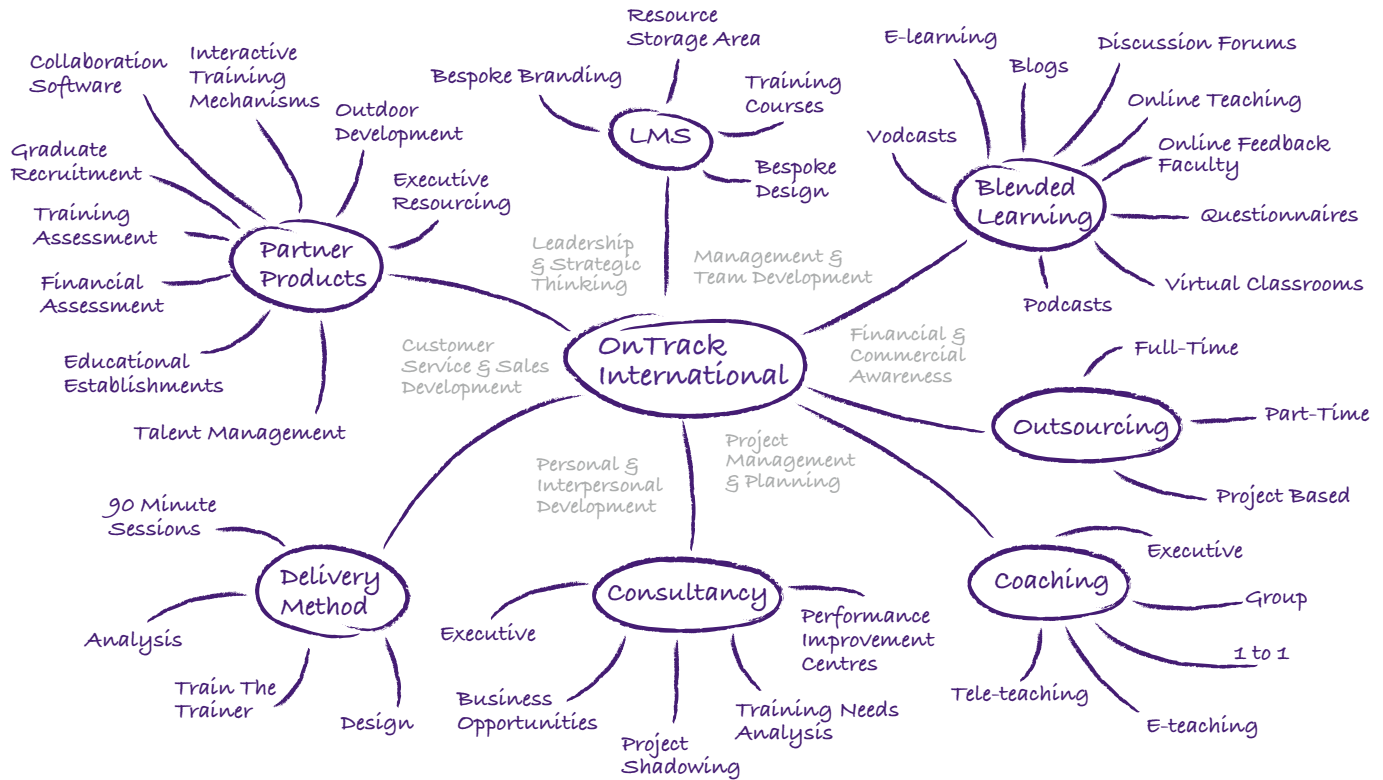 Resource
Storage Area
Bespoke Branding
Training
Courses
LMS
Bespoke
Design
Collaboration
Software
Interactive
Training
Mechanisms
Outdoor
Development
Graduate
Recruitment
Executive
Resourcing
Training
Assessment
Partner
Products
Financial
Assessment
Educational
Establishments
Talent Management
E-learning
Blogs
Discussion Forums
Online Teaching
Vodcasts
Online Feedback
Faculty
Blended
Learning
Questionnaires
Virtual Classrooms
Podcasts
Leadership
& Strategic
Thinking
Management &
Team Development
Customer
Service & Sales
Development
OnTrack
International
Financial &
Commercial
Awareness
Personal &
Interpersonal
Development
Project
Management
& Planning
Full-Time
Outsourcing
Part-Time
Project Based
90 Minute
Sessions
Delivery
Method
Analysis
Train The
Trainer
Design
Consultancy
Executive
Performance
Improvement
Centres
Business
Opportunities
Training Needs
Analysis
Project
Shadowing
Executive
Coaching
Group
1 to 1
Tele-teaching
E-teaching